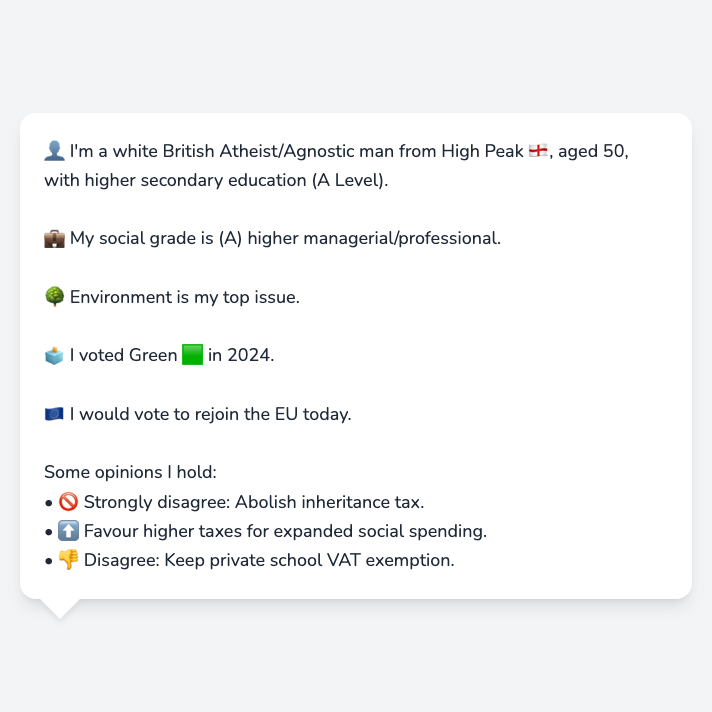 👤 I'm a white British Atheist/Agnostic man from High Peak 🏴󠁧󠁢󠁥󠁮󠁧󠁿, aged 50,
with higher secondary education (A Level).
💼 My social grade is (A) higher managerial/professional.
🌳 Environment is my top issue.
🗳️ I voted Green 🟩 in 2024.
🇪🇺 I would vote to rejoin the EU today.
Some opinions I hold:
• 🚫 Strongly disagree: Abolish inheritance tax.
• ⬆️ Favour higher taxes for expanded social spending.
• 👎 Disagree: Keep private school VAT exemption.